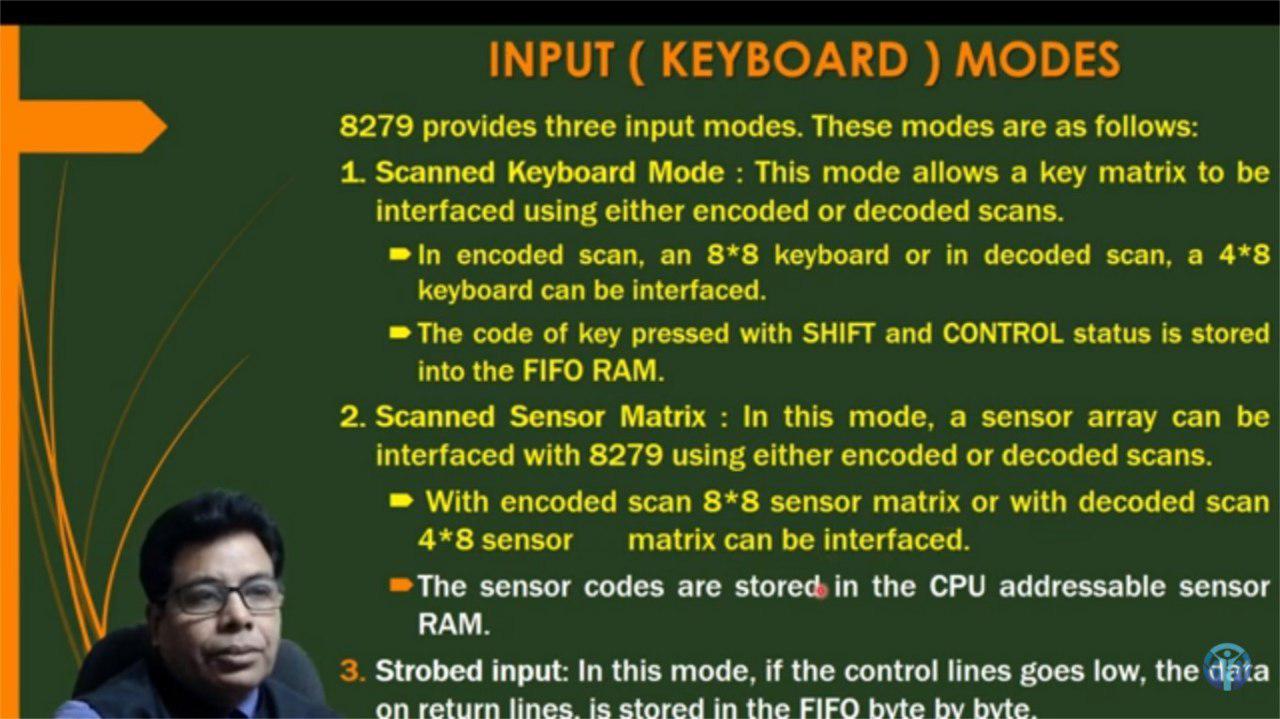 INPUT ( KEYBOARD ) MODES
8279 provides three input modes. These modes are as follows:
1. Scanned Keyboard Mode : This mode allows a key matrix to be
interfaced using either encoded or decoded scans.
In encoded scan, an 8*8 keyboard or in decoded scan, a 4*8
keyboard can be interfaced.
The code of key pressed with SHIFT and CONTROL status is stored
into the FIFO RAM.
2. Scanned Sensor Matrix : In this mode, a sensor array can be
interfaced with 8279 using either encoded or decoded scans.
With encoded scan 8*8 sensor matrix or with decoded scan
4*8 sensor matrix can be interfaced.
The sensor codes are stored in the CPU addressable sensor
RAM.
3. Strobed input: In this mode, if the control lines goes low, the data
on return lines, is stored in the FIFO byte by byte.